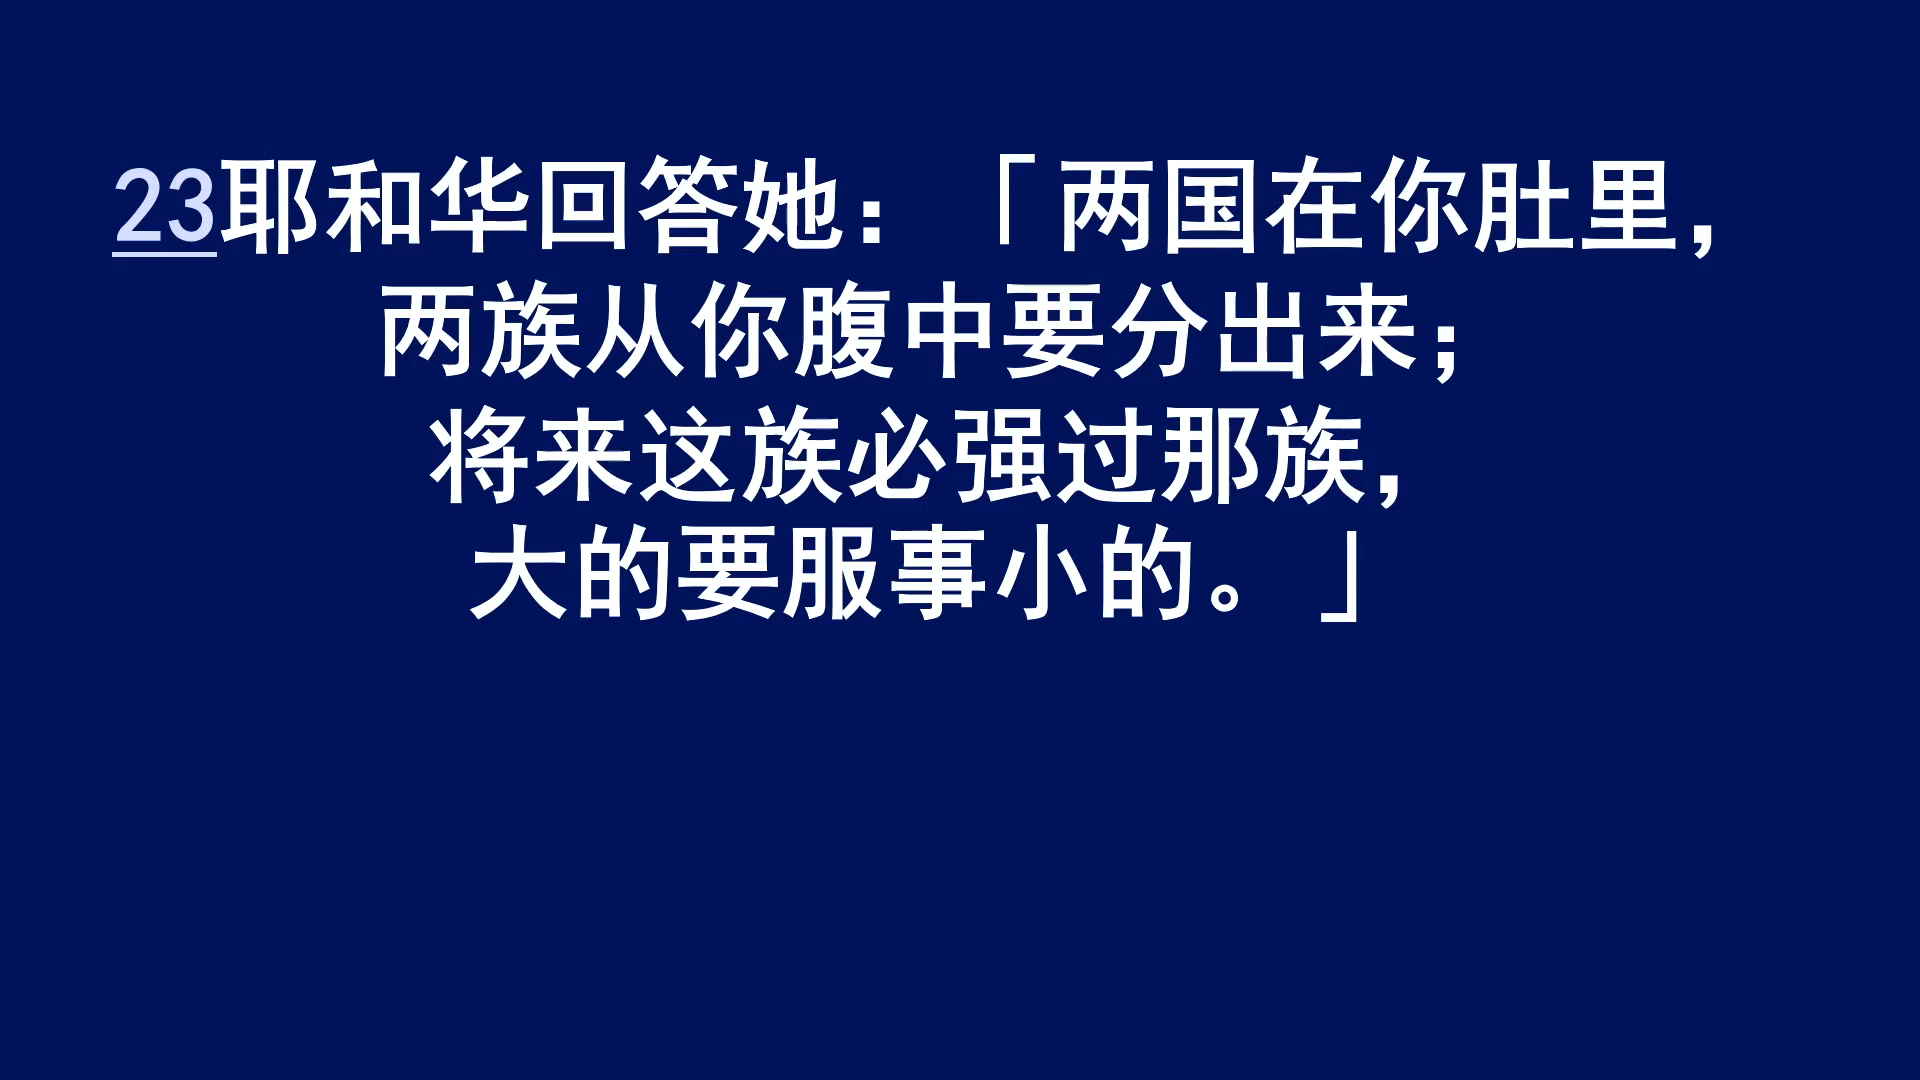 23耶和华回答她：「两国在你肚里，
两族从你腹中要分出来；
将来这族必强过那族，
大的要服事小的。」